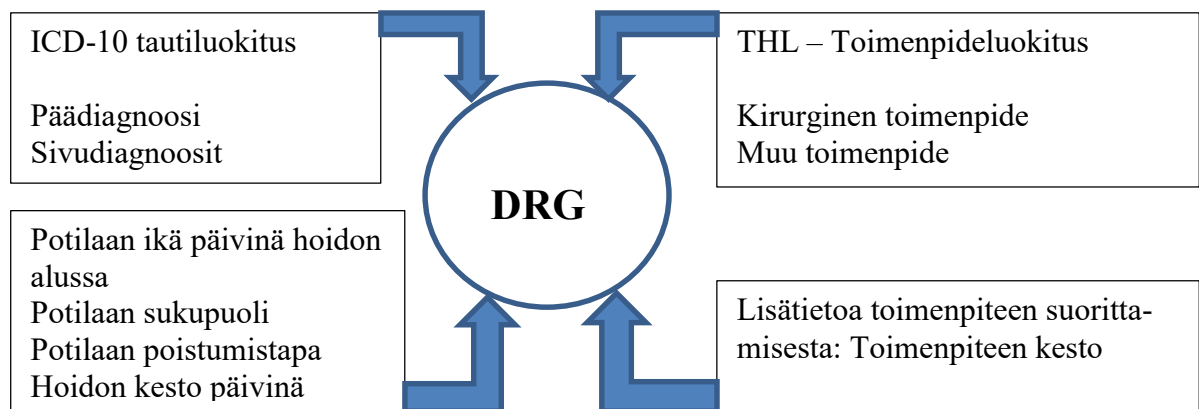 ICD-10 tautiluokitus
Päädiagnoosi
Sivudiagnoosit
THL – Toimenpideluokitus
Kirurginen toimenpide
Muu toimenpide
DRG
Potilaan ikä päivinä hoidon
alussa
Potilaan sukupuoli
Potilaan poistumistapa
Hoidon kesto päivinä
Lisätietoa toimenpiteen suoritta-
misesta: Toimenpiteen kesto